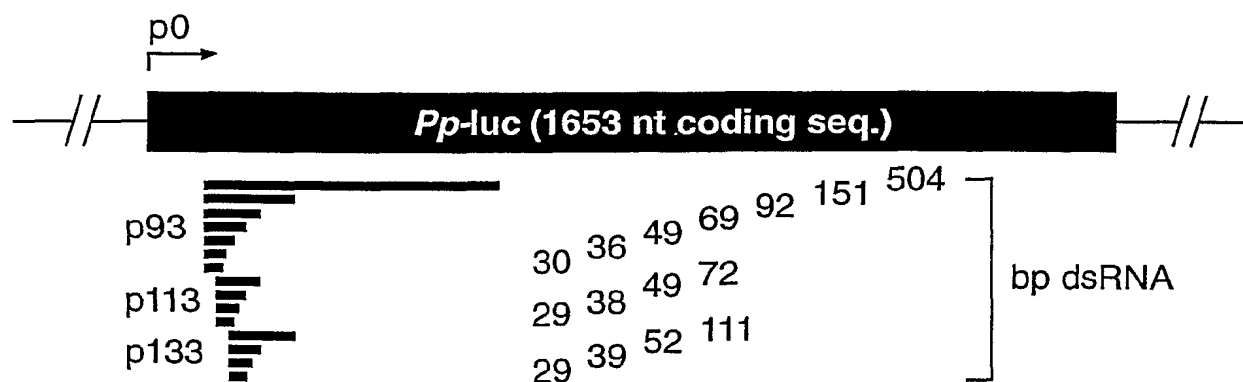 p0
Pp-luc (1653 nt coding seq.)
p93
30 36 49 69 92 151 504
p113
29 38 49 72
p133
29 39 52 111
bp dsRNA